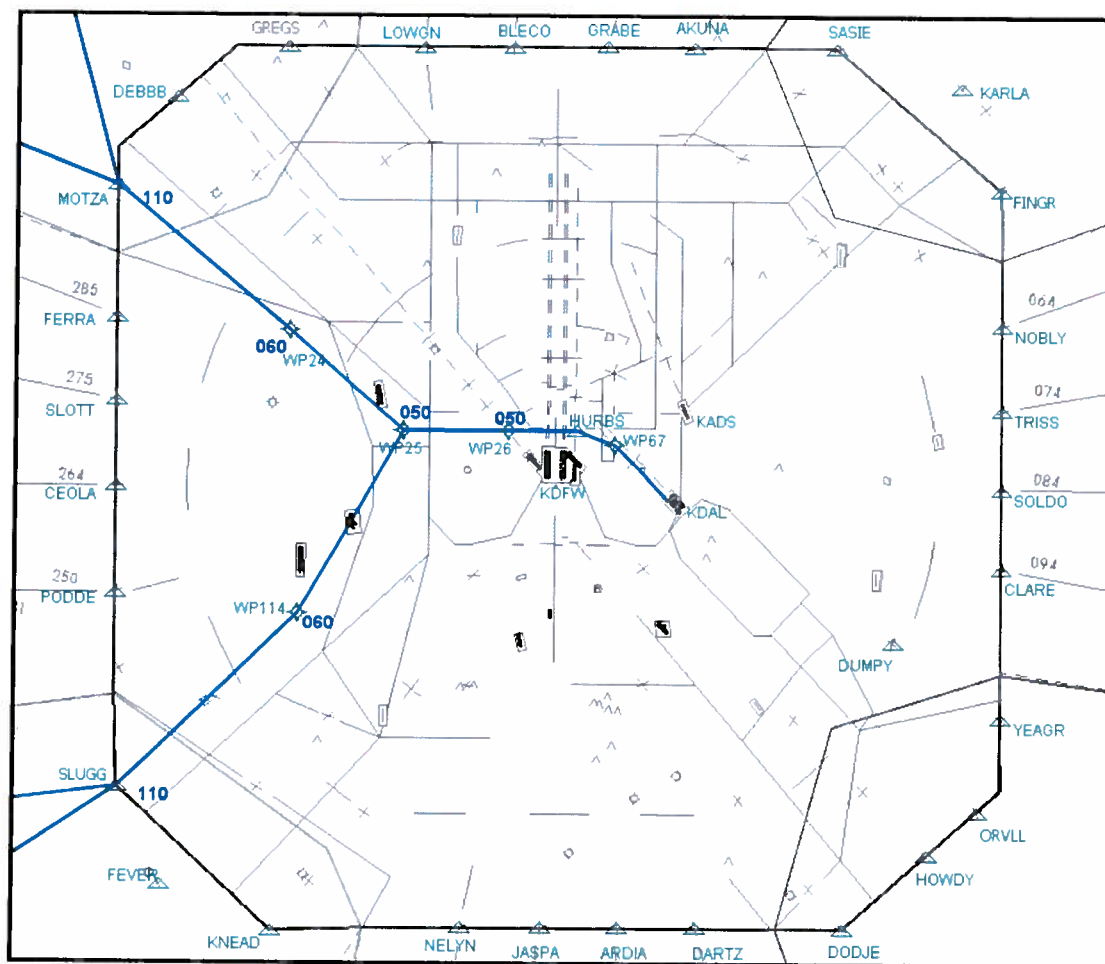 GREGS
LOWGN
BLECO
GRABE
AKUNA
SASIE
DEBBB
KARLA
MOTZA
110
FINGR
285
FERRA
060
WP24
064
NOBLY
275
SLOTT
050
WP25
050
WP26
HURBS
WP67
KADS
074
TRISS
264
CEOLA
KDFW
KDAL
084
SOLDO
250
PODDE
WP114
060
094
CLARE
DUMPY
SLUGG
110
YEAGR
ORVLL
FEVER
HOWDY
KNEAD
NELYN
JASPA
ARDIA
DARTZ
DODJE